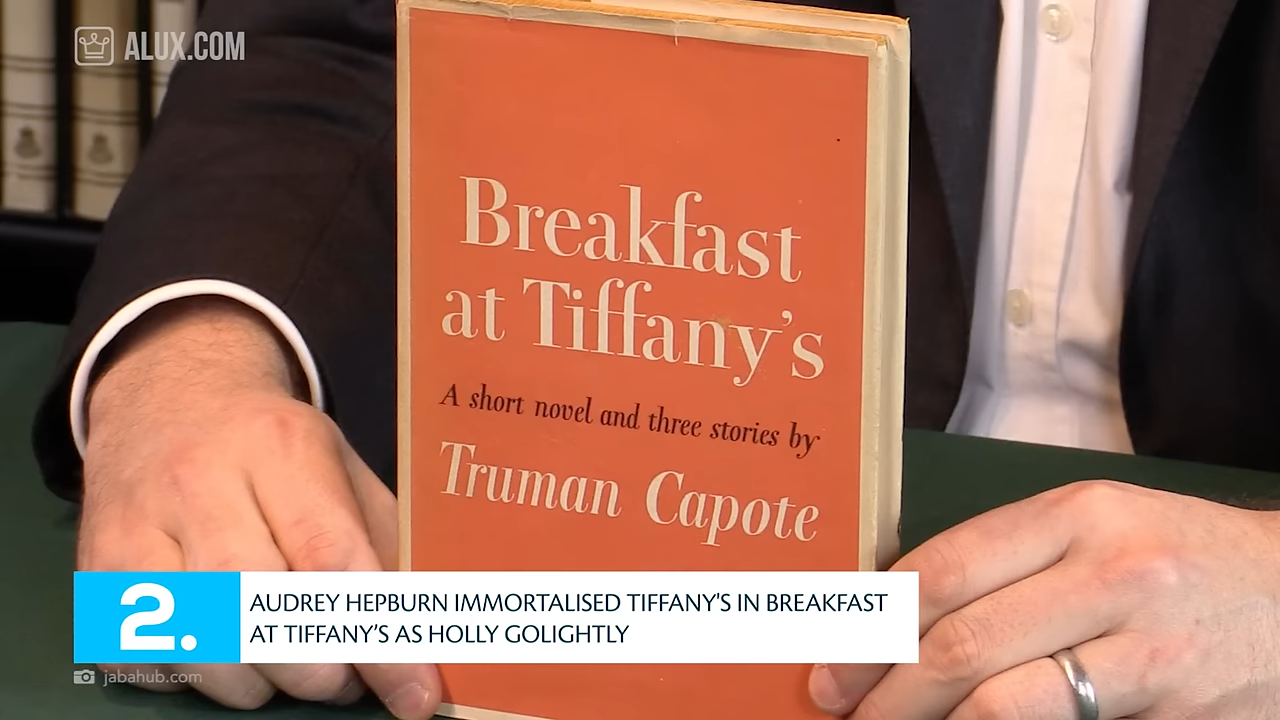 ALUX.COM
Breakfast
at Tiffany's
A short novel and three stories by
Truman Capote
2. AUDREY HEPBURN IMMORTALISED TIFFANY'S IN BREAKFAST
AT TIFFANY'S AS HOLLY GOLIGHTLY
jabahub.com